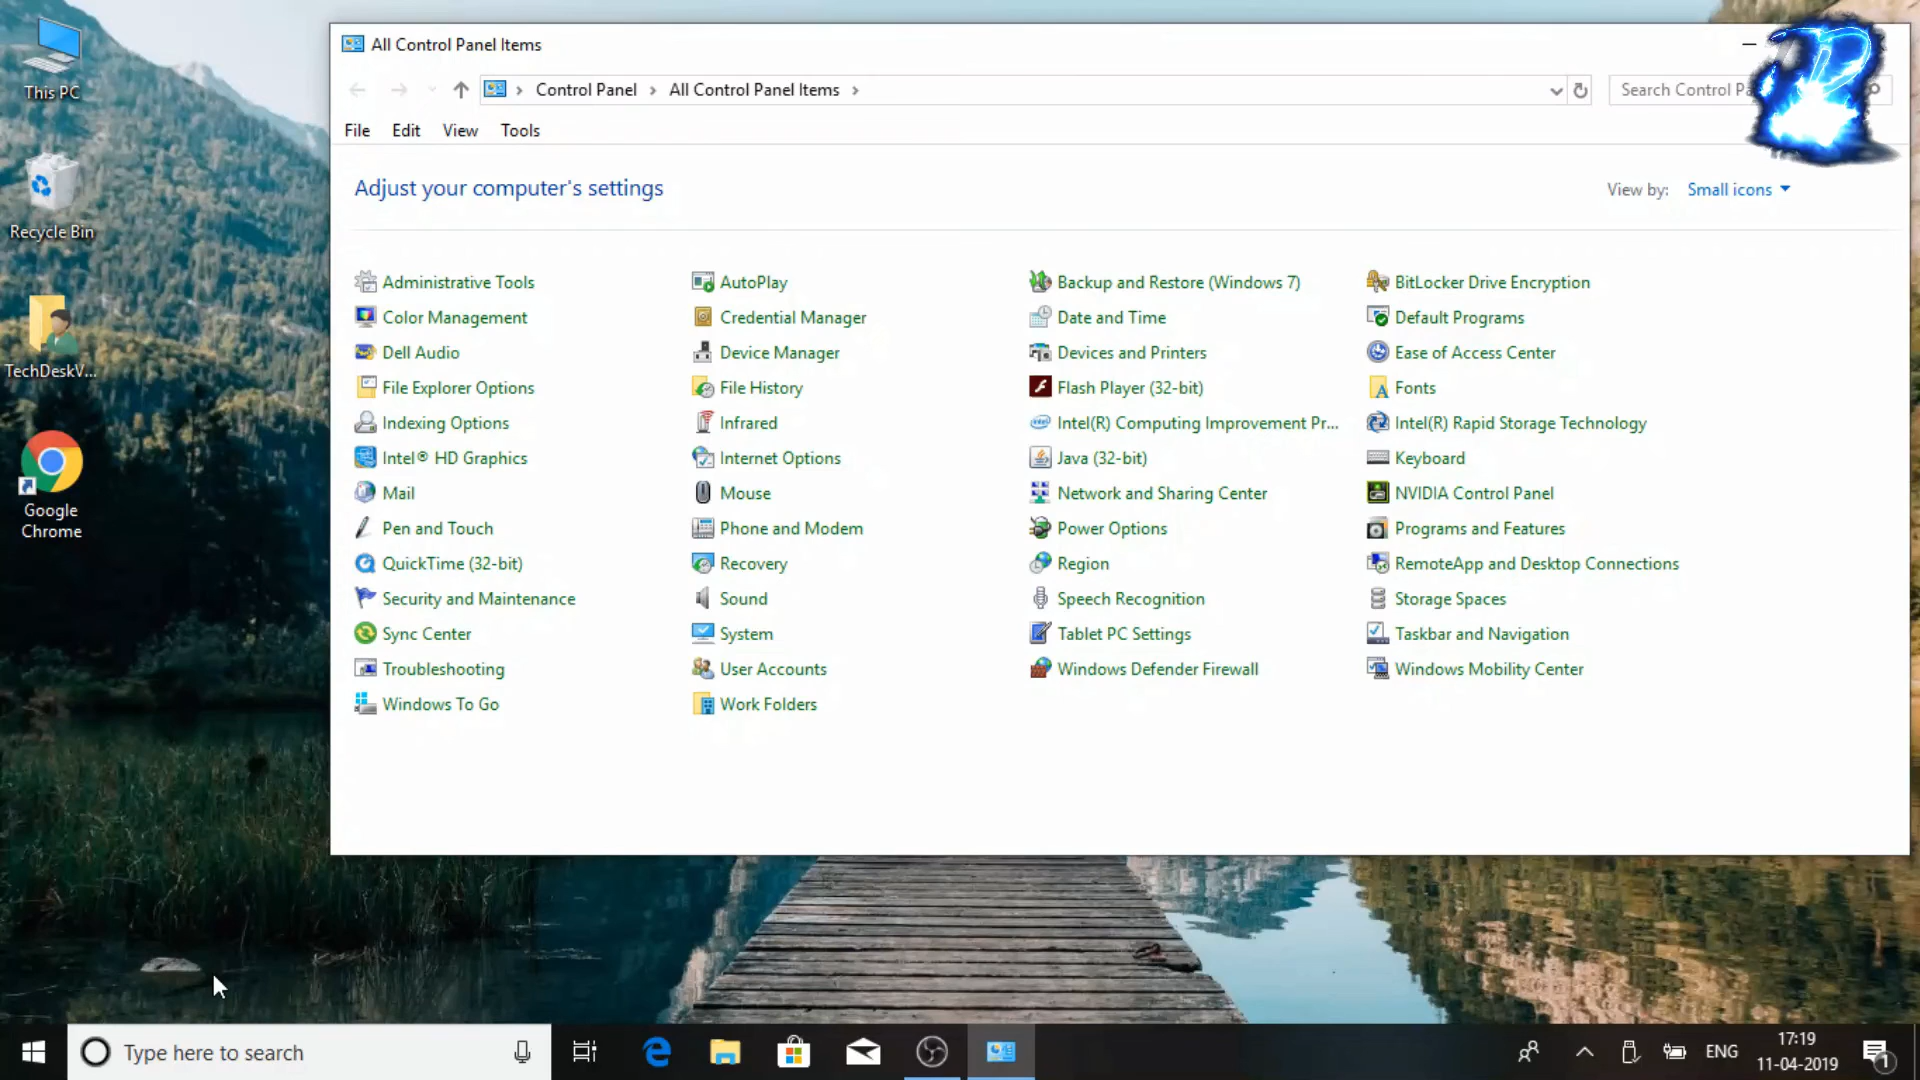 This PC
Recycle Bin
TechDeskV...
Google
Chrome
All Control Panel Items
Control Panel
All Control Panel Items
Search Control Pa
File Edit View Tools
Adjust your computer's settings
View by: Small icons
Administrative Tools
AutoPlay
Backup and Restore (Windows 7)
BitLocker Drive Encryption
Color Management
Credential Manager
Date and Time
Default Programs
Dell Audio
Device Manager
Devices and Printers
Ease of Access Center
File Explorer Options
File History
Flash Player (32-bit)
Fonts
Indexing Options
Infrared
Intel(R) Computing Improvement Pr...
Intel(R) Rapid Storage Technology
Intel® HD Graphics
Internet Options
Java (32-bit)
Keyboard
Mail
Mouse
Network and Sharing Center
NVIDIA Control Panel
Pen and Touch
Phone and Modem
Power Options
Programs and Features
QuickTime (32-bit)
Recovery
Region
RemoteApp and Desktop Connections
Security and Maintenance
Sound
Speech Recognition
Storage Spaces
Sync Center
System
Tablet PC Settings
Taskbar and Navigation
Troubleshooting
User Accounts
Windows Defender Firewall
Windows Mobility Center
Windows To Go
Work Folders
Type here to search
ENG
17:19
11-04-2019
1